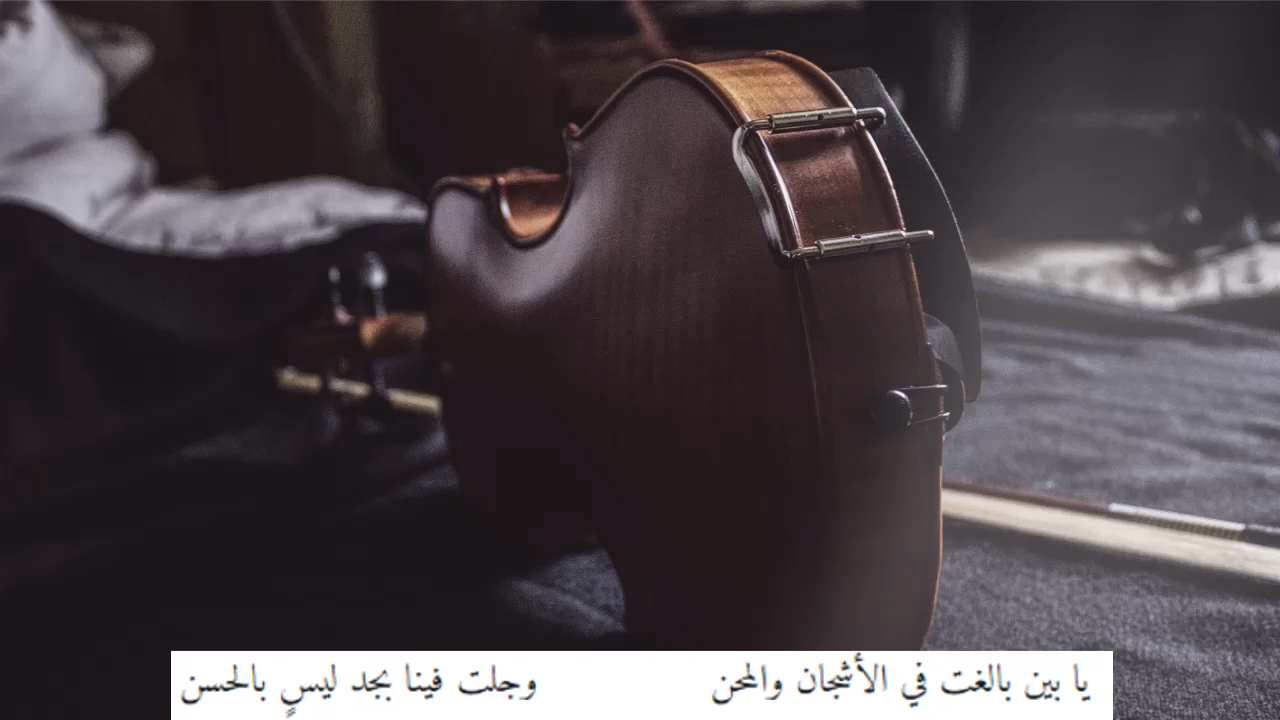 يا بين بالغت في الأشجان والمحن وجلت فينا بجد ليسٍ بالحسن